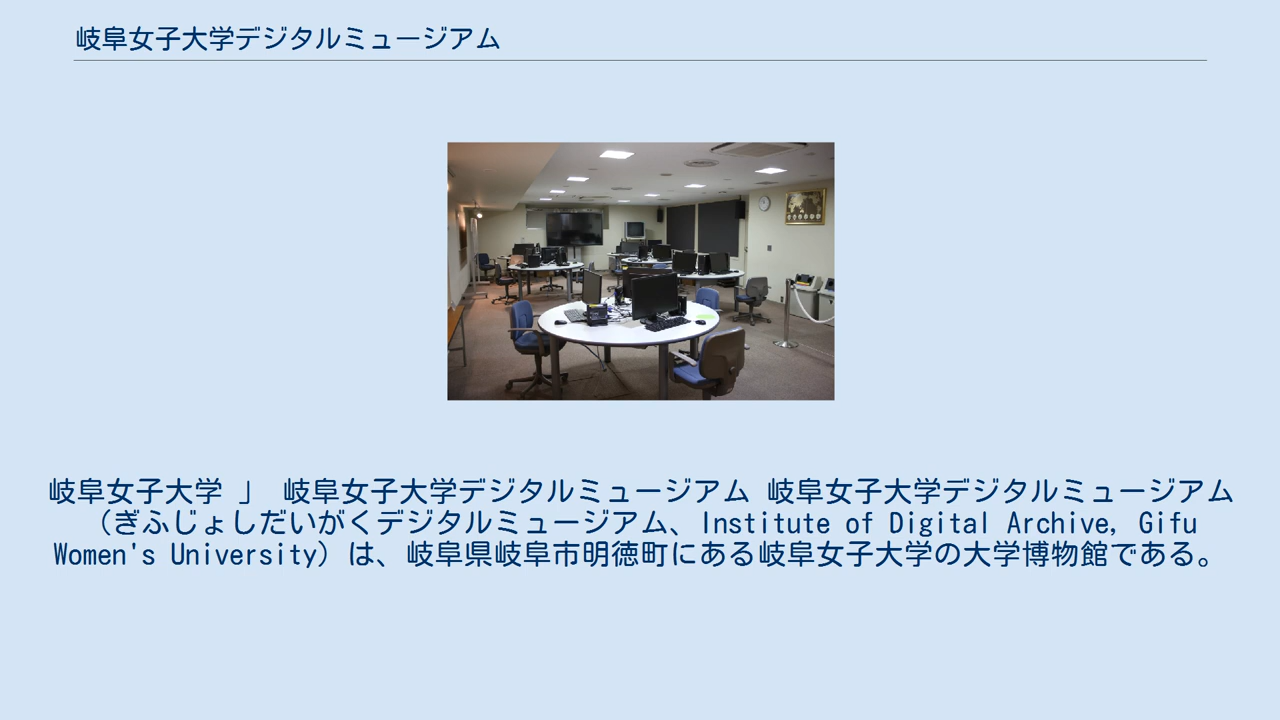 岐阜女子大学デジタルミュージアム
岐阜女子大学 」 岐阜女子大学デジタルミュージアム 岐阜女子大学デジタルミュージアム
（ぎふじょしだいがくデジタルミュージアム、Institute of Digital Archive, Gifu
Women's University）は、岐阜県岐阜市明徳町にある岐阜女子大学の大学博物館である。